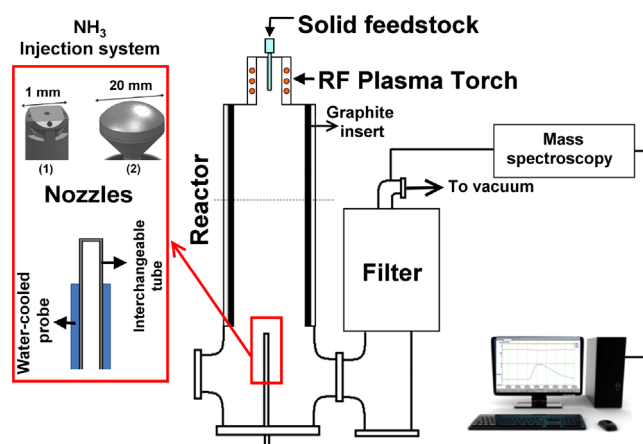 NH3
Injection system
1 mm
20 mm
(1)
(2)
Nozzles
Water-cooled
probe
Interchangeable
tube
Solid feedstock
RF Plasma Torch
Graphite
insert
Reactor
Mass
spectroscopy
To vacuum
Filter